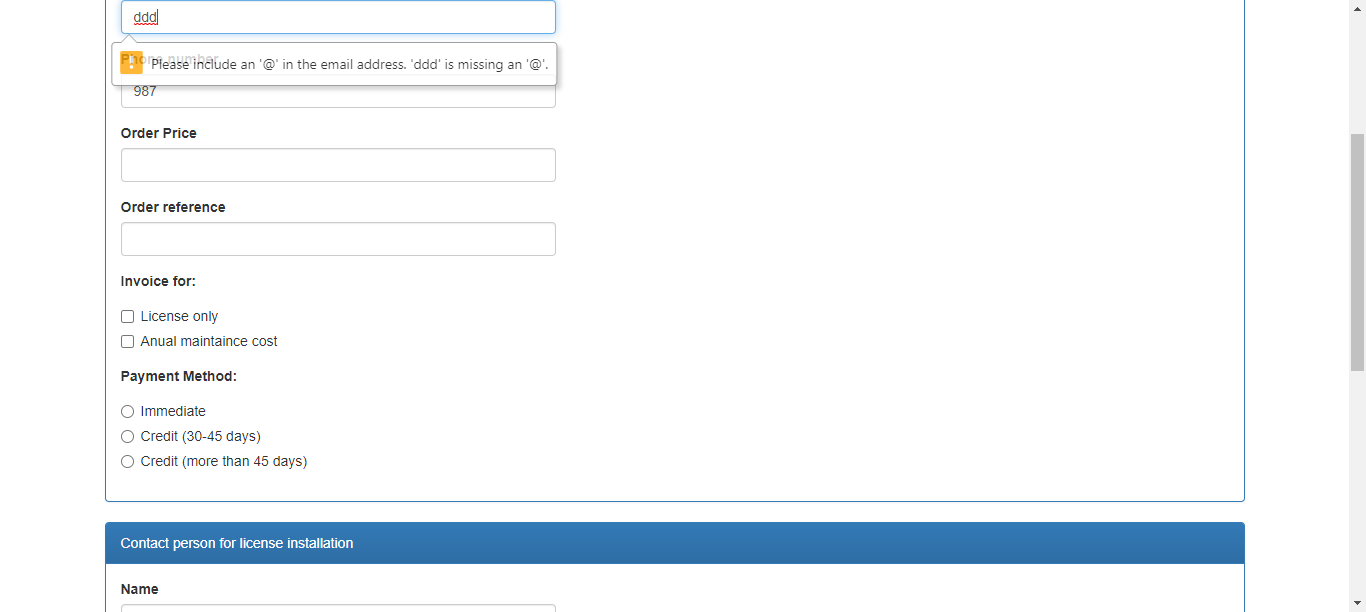 ddd
Phone number
Please include an '@' in the email address. 'ddd' is missing an '@'.
987
Order Price
Order reference
Invoice for:
License only
Anual maintaince cost
Payment Method:
Immediate
Credit (30-45 days)
Credit (more than 45 days)
Contact person for license installation
Name